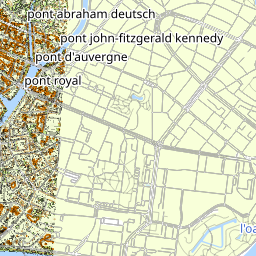 pont abraham deutsch
pont john-fitzgerald kennedy
pont d'auvergne
pont royal